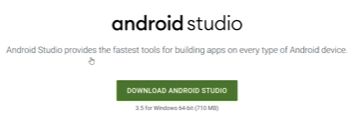 android studio
Android Studio provides the fastest tools for building apps on every type of Android device.
DOWNLOAD ANDROID STUDIO
3.5 for Windows 64-bit (710 MB)